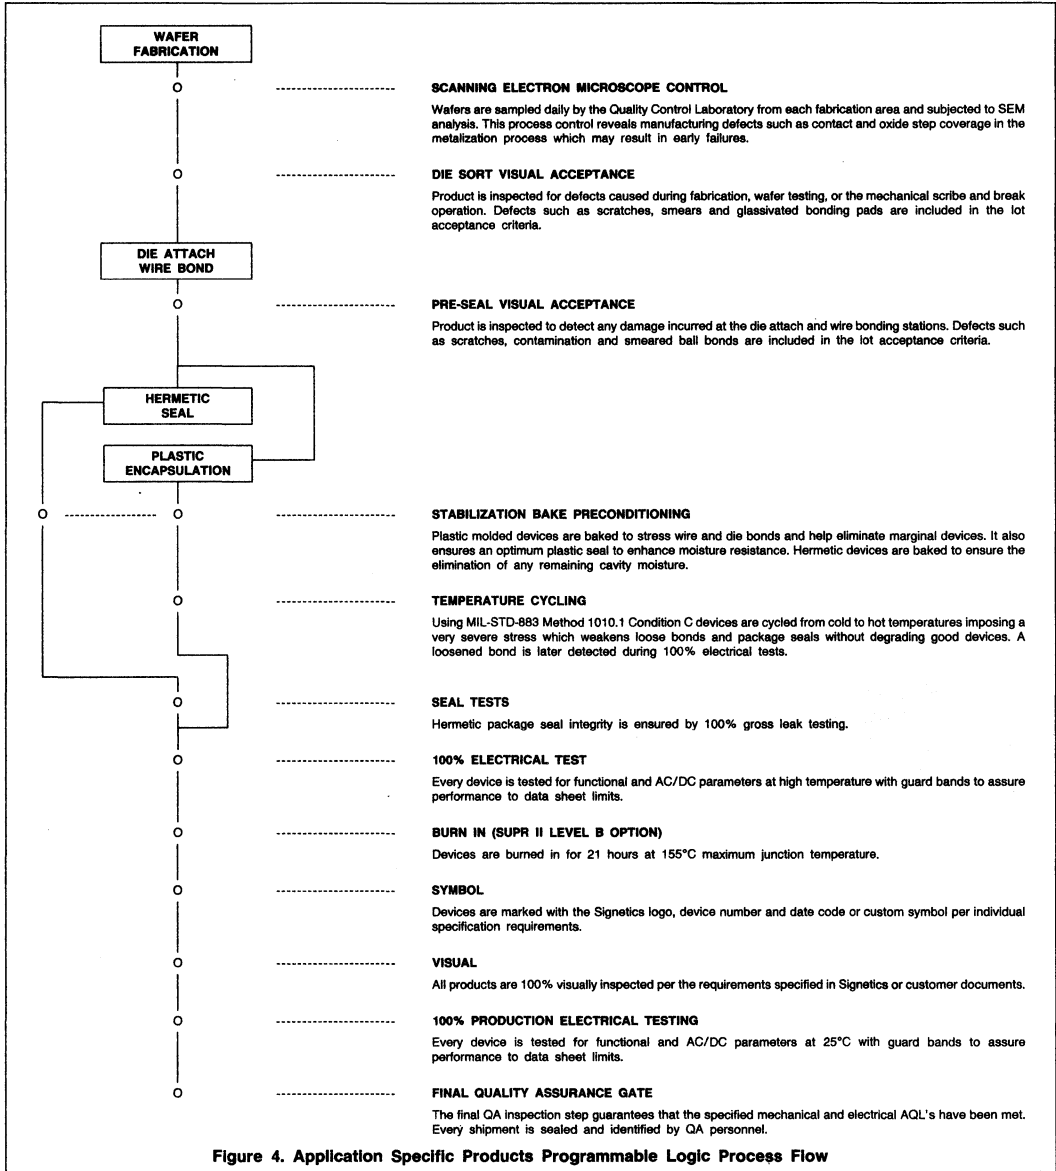 WAFER
FABRICATION
SCANNING ELECTRON MICROSCOPE CONTROL
Wafers are sampled daily by the Quality Control Laboratory from each fabrication area and subjected to SEM
analysis. This process control reveals manufacturing defects such as contact and oxide step coverage in the
metalization process which may result in early failures.
DIE SORT VISUAL ACCEPTANCE
Product is inspected for defects caused during fabrication, wafer testing, or the mechanical scribe and break
operation. Defects such as scratches, smears and glassivated bonding pads are included in the lot
acceptance criteria.
DIE ATTACH
WIRE BOND
PRE-SEAL VISUAL ACCEPTANCE
Product is inspected to detect any damage incurred at the die attach and wire bonding stations. Defects such
as scratches, contamination and smeared ball bonds are included in the lot acceptance criteria.
HERMETIC
SEAL
PLASTIC
ENCAPSULATION
STABILIZATION BAKE PRECONDITIONING
Plastic molded devices are baked to stress wire and die bonds and help eliminate marginal devices. It also
ensures an optimum plastic seal to enhance moisture resistance. Hermetic devices are baked to ensure the
elimination of any remaining cavity moisture.
TEMPERATURE CYCLING
Using MIL-STD-883 Method 1010.1 Condition C devices are cycled from cold to hot temperatures imposing a
very severe stress which weakens loose bonds and package seals without degrading good devices. A
loosened bond is later detected during 100% electrical tests.
SEAL TESTS
Hermetic package seal integrity is ensured by 100% gross leak testing.
100% ELECTRICAL TEST
Every device is tested for functional and AC/DC parameters at high temperature with guard bands to assure
performance to data sheet limits.
BURN IN (SUPR II LEVEL B OPTION)
Devices are burned in for 21 hours at 155°C maximum junction temperature.
SYMBOL
Devices are marked with the Signetics logo, device number and date code or custom symbol per individual
specification requirements.
VISUAL
All products are 100% visually inspected per the requirements specified in Signetics or customer documents.
100% PRODUCTION ELECTRICAL TESTING
Every device is tested for functional and AC/DC parameters at 25°C with guard bands to assure
performance to data sheet limits.
FINAL QUALITY ASSURANCE GATE
The final QA inspection step guarantees that the specified mechanical and electrical AQL's have been met.
Every shipment is sealed and identified by QA personnel.
Figure 4. Application Specific Products Programmable Logic Process Flow